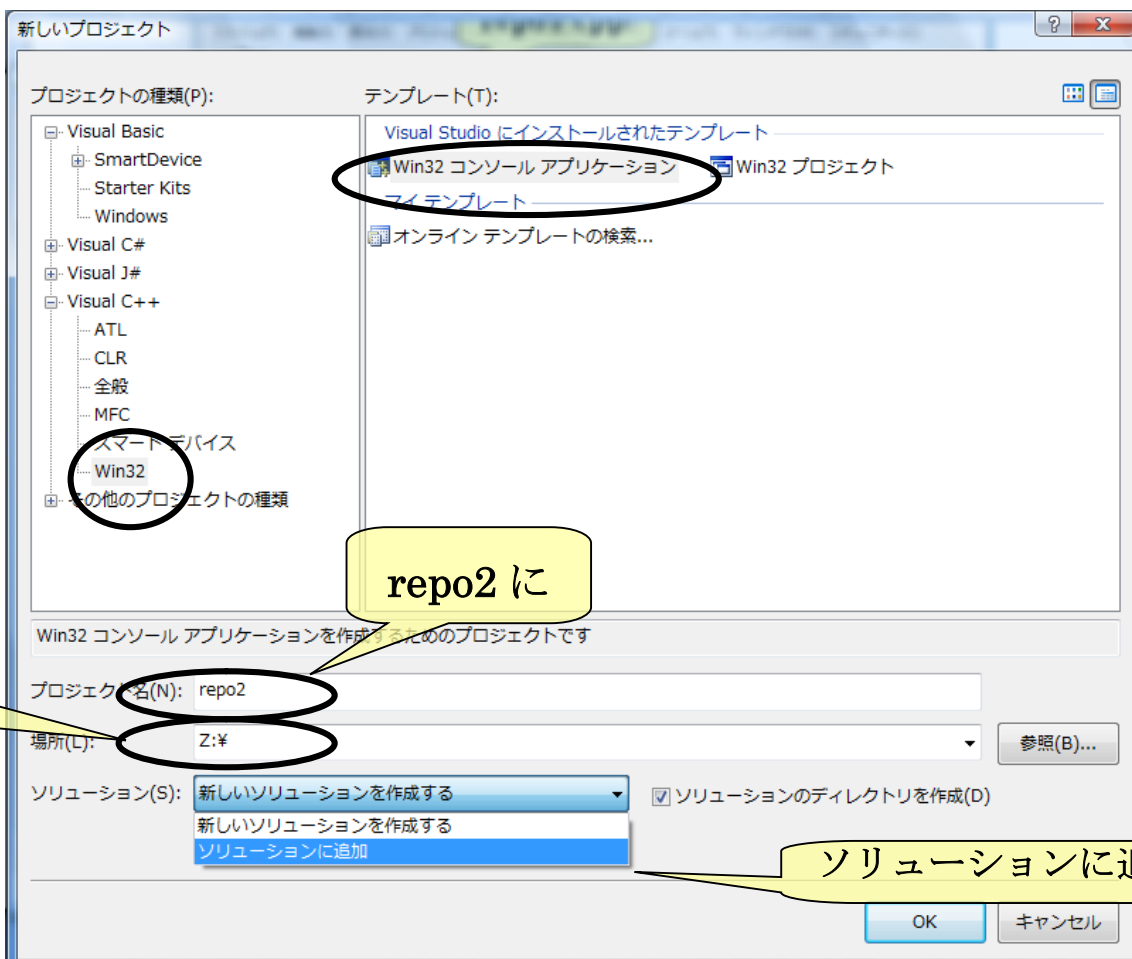 新しいプロジェクト
プロジェクトの種類(P):
テンプレート(T):
Visual Basic
SmartDevice
Starter Kits
Windows
Visual C#
Visual J#
Visual C++
ATL
CLR
全般
MFC
スマート デバイス
Win32
その他のプロジェクトの種類
Visual Studio にインストールされたテンプレート
Win32 コンソール アプリケーション
Win32 プロジェクト
マイ テンプレート
オンライン テンプレートの検索...
repo2 に
Win32 コンソール アプリケーションを作成するためのプロジェクトです
プロジェクト名(N): repo2
場所(L): Z:¥
参照(B)...
ソリューション(S): 新しいソリューションを作成する
ソリューションのディレクトリを作成(D)
新しいソリューションを作成する
ソリューションに追加
ソリューションに追
OK
キャンセル